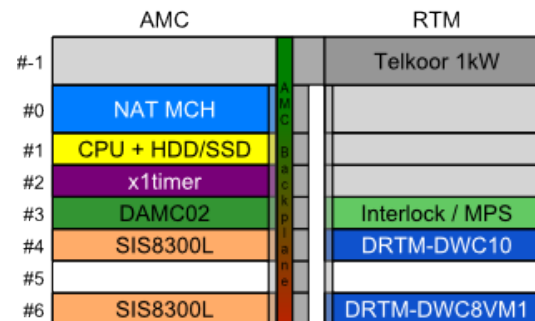 AMC RTM
#-1 Telkoor 1kW
#0 NAT MCH
#1 CPU + HDD/SSD
#2 x1timer
#3 DAMC02 Interlock / MPS
#4 SIS8300L DRTM-DWC10
#5
#6 SIS8300L DRTM-DWC8VM1
AMC Backplane